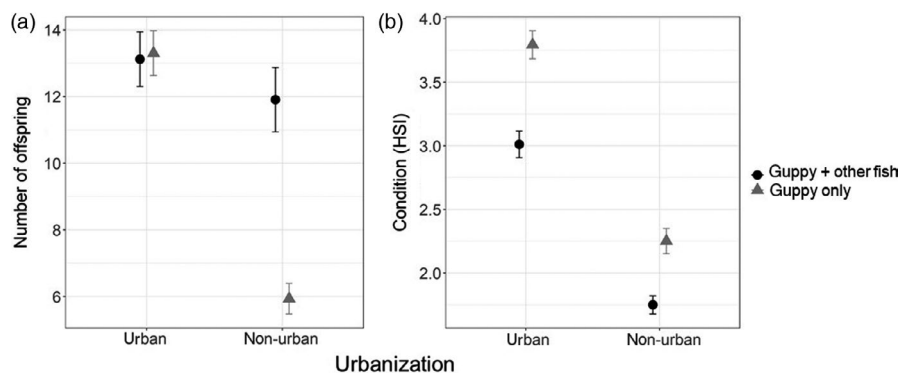 (a)
Number of offspring
14
12
10
8
6
Urban
Non-urban
(b)
Condition (HSI)
4.0
3.5
3.0
2.5
2.0
Urban
Non-urban
Urbanization
Guppy + other fish
Guppy only